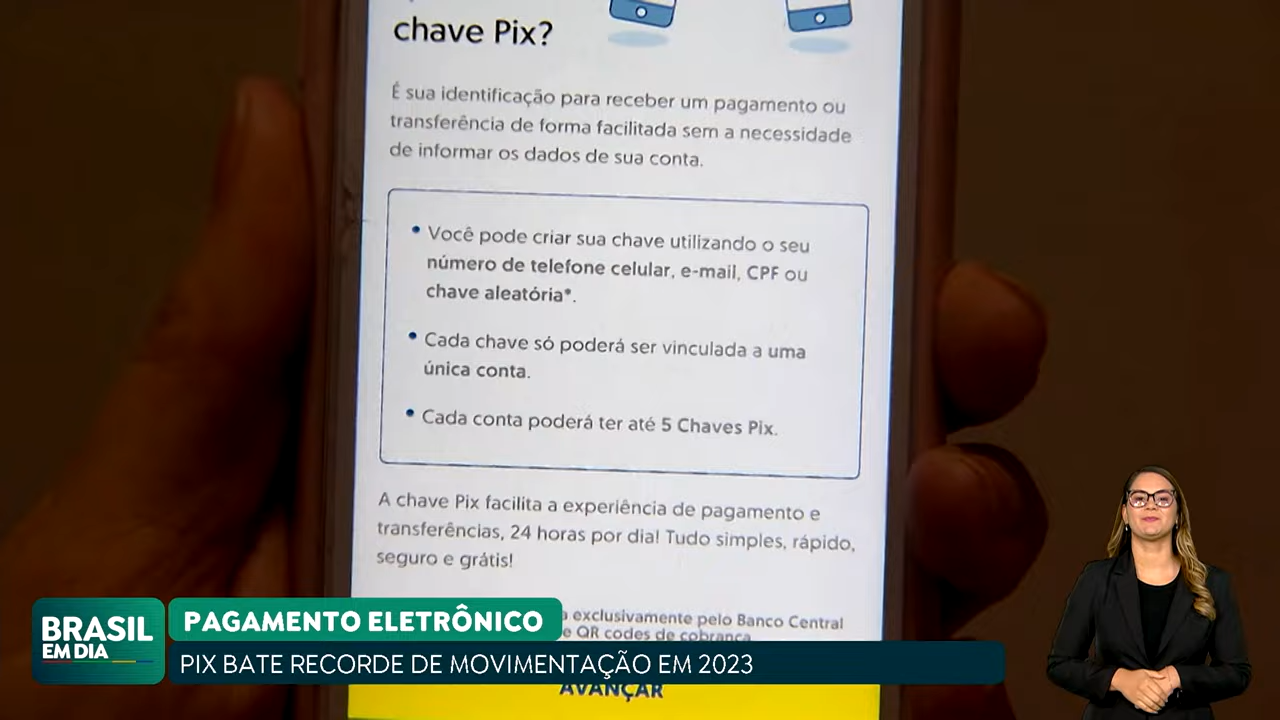 chave Pix?
É sua identificação para receber um pagamento ou
transferência de forma facilitada sem a necessidade
de informar os dados de sua conta.
• Você pode criar sua chave utilizando o seu
número de telefone celular, e-mail, CPF ou
chave aleatória*.
• Cada chave só poderá ser vinculada a uma
única conta.
• Cada conta poderá ter até 5 Chaves Pix.
A chave Pix facilita a experiência de pagamento e
transferências, 24 horas por dia! Tudo simples, rápido,
seguro e grátis!
exclusivamente pelo Banco Central
e QR codes de cobrança
AVANÇAR
BRASIL
EM DIA
PAGAMENTO ELETRÔNICO
PIX BATE RECORDE DE MOVIMENTAÇÃO EM 2023